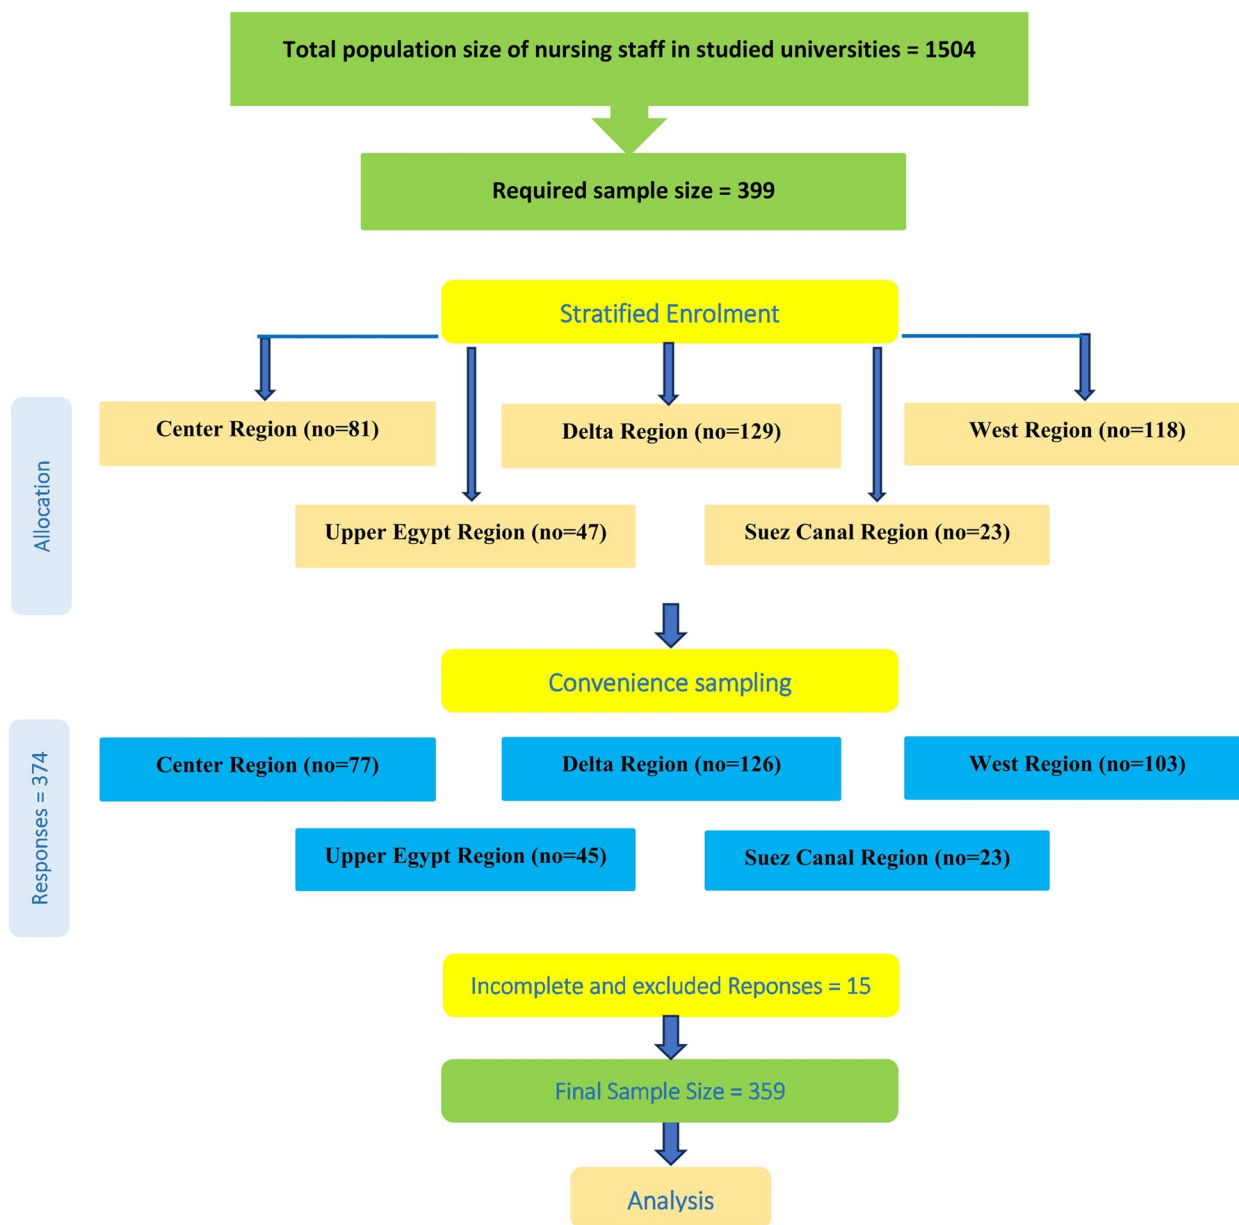 Total population size of nursing staff in studied universities = 1504
Required sample size = 399
Stratified Enrolment
Allocation
Center Region (no=81)
Delta Region (no=129)
West Region (no=118)
Upper Egypt Region (no=47)
Suez Canal Region (no=23)
Convenience sampling
Responses = 374
Center Region (no=77)
Delta Region (no=126)
West Region (no=103)
Upper Egypt Region (no=45)
Suez Canal Region (no=23)
Incomplete and excluded Reponses = 15
Final Sample Size = 359
Analysis